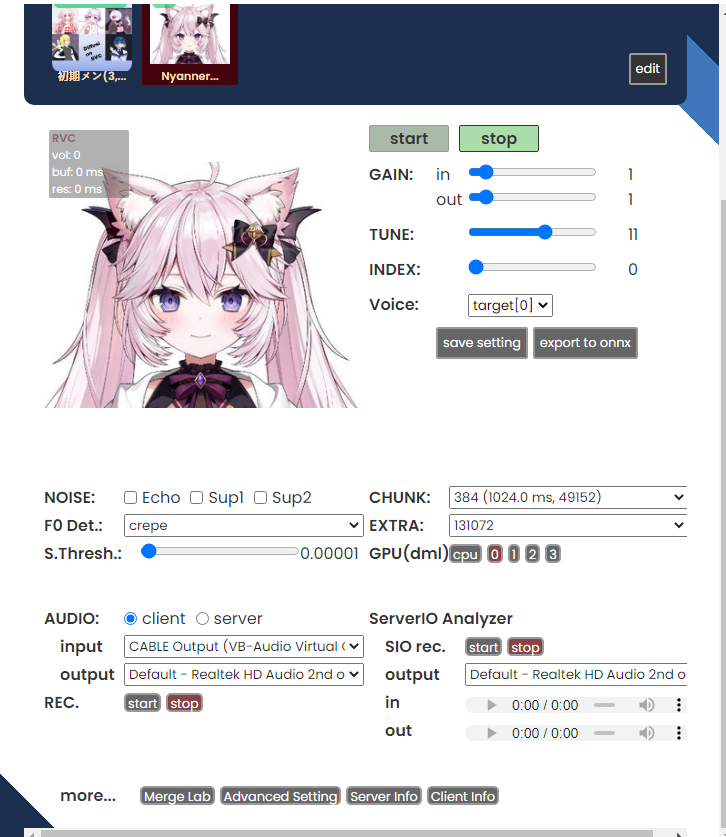 Diffusi
on
SVC
初期メン(3,...
Nyanner...
edit
RVC
vol: 0
buf: 0 ms
res: 0 ms
start stop
GAIN: in 1
out 1
TUNE: 11
INDEX: 0
Voice: target[0]
save setting export to onnx
NOISE: Echo Sup1 Sup2 CHUNK: 384 (1024.0 ms, 49152)
F0 Det.: crepe EXTRA: 131072
S.Thresh.: 0.00001 GPU(dml) cpu 0 1 2 3
AUDIO: client server ServerIO Analyzer
input CABLE Output (VB-Audio Virtual SIO rec. start stop
output Default - Realtek HD Audio 2nd o output Default - Realtek HD Audio 2nd o
REC. start stop in 0:00 / 0:00
out 0:00 / 0:00
more... Merge Lab Advanced Setting Server Info Client Info